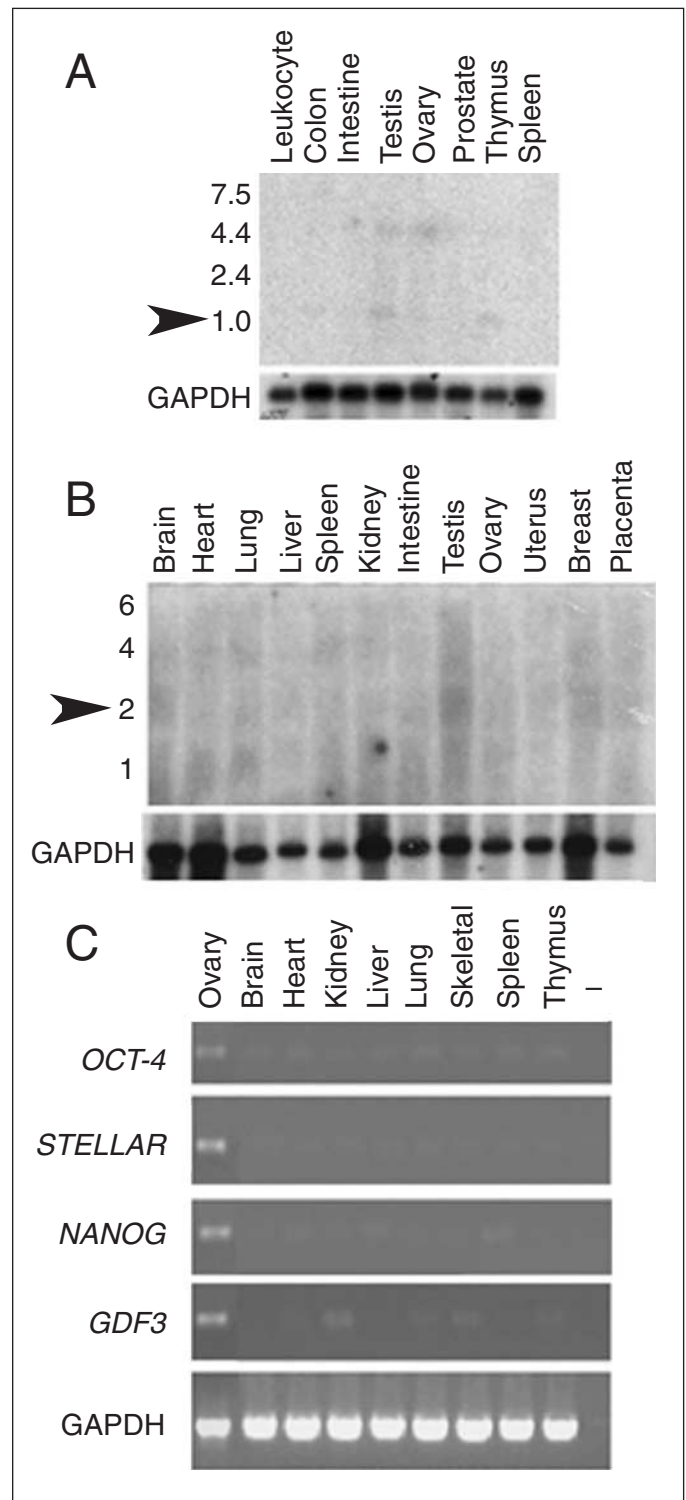 A
Leukocyte
Colon
Intestine
Testis
Ovary
Prostate
Thymus
Spleen
7.5
4.4
2.4
1.0
GAPDH
B
Brain
Heart
Lung
Liver
Spleen
Kidney
Intestine
Testis
Ovary
Uterus
Breast
Placenta
6
4
2
1
GAPDH
C
Ovary
Brain
Heart
Kidney
Liver
Lung
Skeletal
Spleen
Thymus
–
OCT-4
STELLAR
NANOG
GDF3
GAPDH